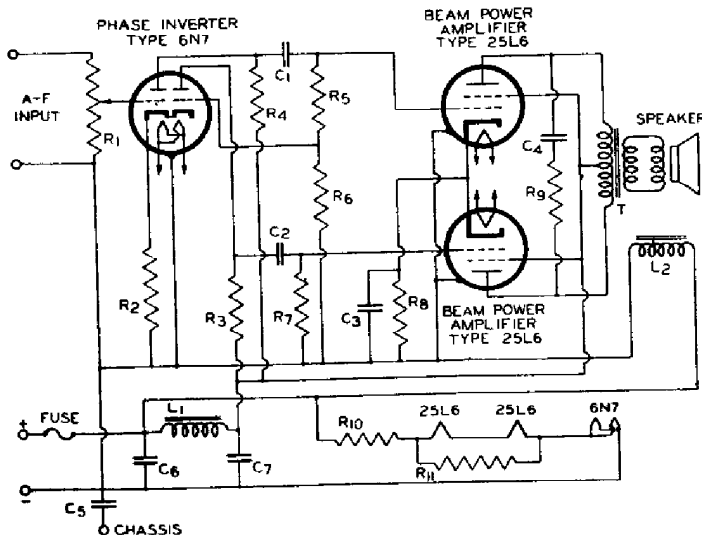 BEAM POWER
AMPLIFIER
TYPE 25L6
PHASE INVERTER
TYPE 6N7
A-F
INPUT
R1
C1
R4
R5
SPEAKER
C4
R6
R9
T
C2
L2
R2
R3
R7
C3
R8
BEAM POWER
AMPLIFIER
TYPE 25L6
+
FUSE
L1
R10
25L6
25L6
6N7
C6
C7
R11
-
C5
CHASSIS